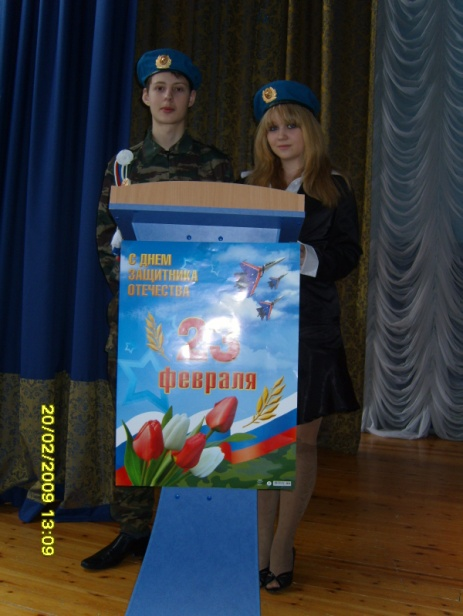 С ДНЕМ
ЗАЩИТНИКА
ОТЕЧЕСТВА
23
февраля
20/02/2009 13:09